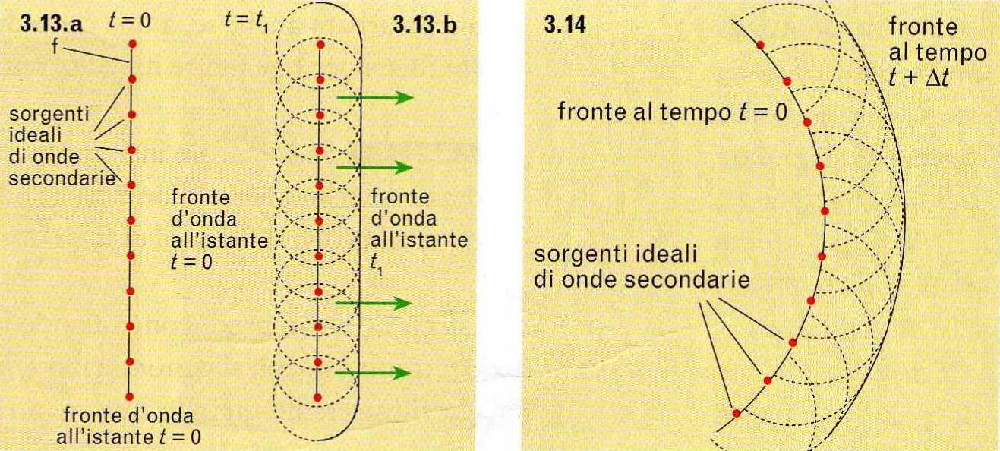 3.13.a
t = 0
f
sorgenti
ideali
di onde
secondarie
fronte d'onda
all'istante t = 0
t = t₁
3.13.b
fronte
d'onda
all'istante
t = 0
fronte
d'onda
all'istante
t₁
3.14
fronte
al tempo
t + Δt
fronte al tempo t = 0
sorgenti ideali
di onde secondarie